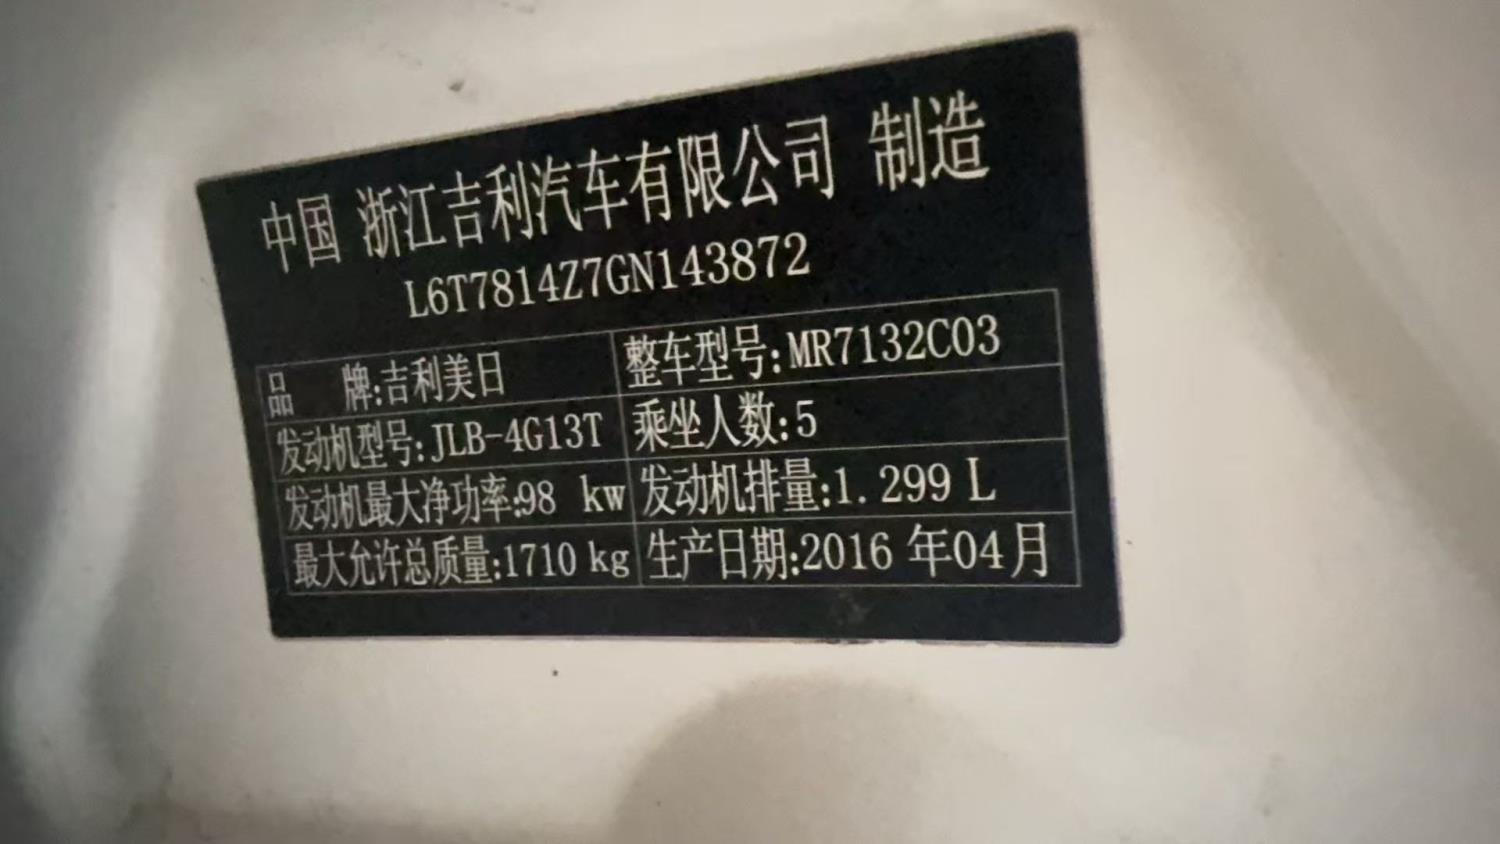 中国 浙江吉利汽车有限公司 制造
L6T7814Z7GN143872
品 牌:吉利美日 整车型号:MR7132C03
发动机型号:JLB-4G13T 乘坐人数:5
发动机最大净功率:98 kw 发动机排量:1.299 L
最大允许总质量:1710 kg 生产日期:2016 年04月